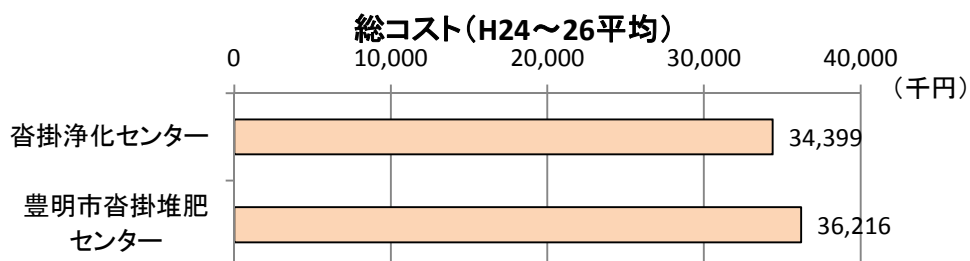 総コスト(H24～26平均)
0 10,000 20,000 30,000 40,000
(千円)
沓掛浄化センター 34,399
豊明市沓掛堆肥
センター 36,216